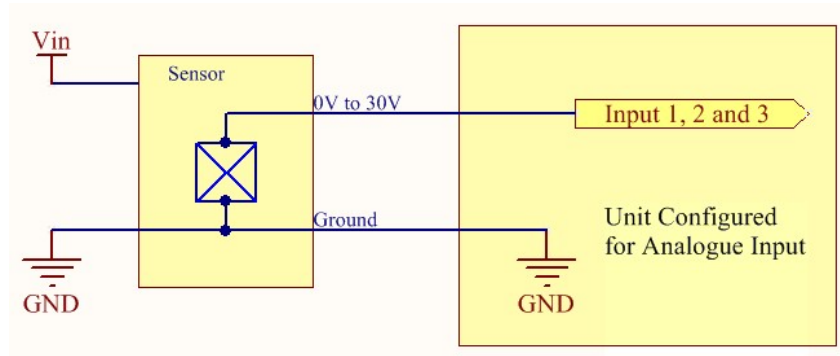 Vin
Sensor
0V to 30V
Input 1, 2 and 3
Ground
Unit Configured
for Analogue Input
GND
GND